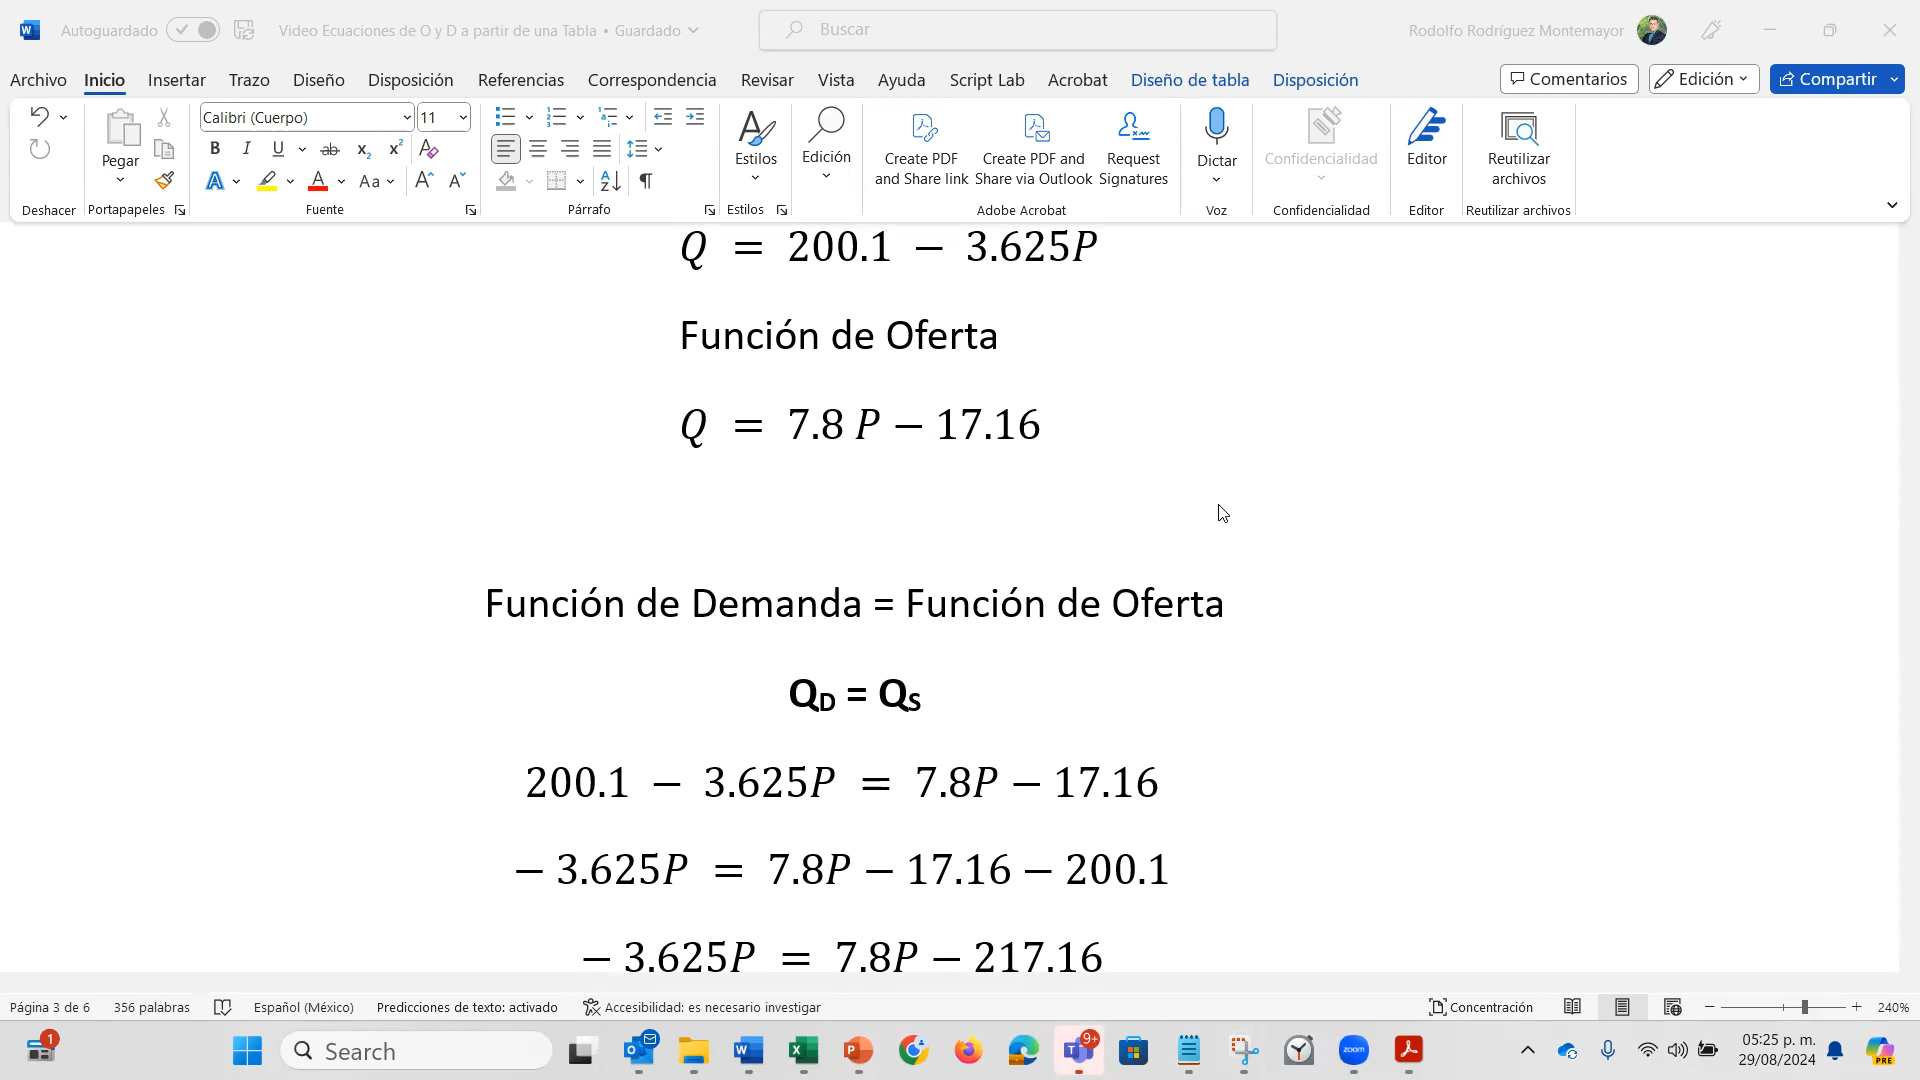 Autoguardado
Video Ecuaciones de O y D a partir de una Tabla • Guardado
Buscar
Rodolfo Rodríguez Montemayor
Archivo Inicio Insertar Trazo Diseño Disposición Referencias Correspondencia Revisar Vista Ayuda Script Lab Acrobat Diseño de tabla Disposición
Comentarios Edición Compartir
Pegar
Calibri (Cuerpo) 11
Estilos
Edición
Create PDF and Share link
Create PDF and Share via Outlook
Request Signatures
Dictar
Confidencialidad
Editor
Reutilizar archivos
Deshacer Portapapeles Fuente Párrafo Estilos Adobe Acrobat Voz Confidencialidad Editor Reutilizar archivos
Q = 200.1 − 3.625P
Función de Oferta
Q = 7.8 P − 17.16
Función de Demanda = Función de Oferta
QD = QS
200.1 − 3.625P = 7.8P − 17.16
− 3.625P = 7.8P − 17.16 − 200.1
− 3.625P = 7.8P − 217.16
Página 3 de 6 356 palabras Español (México) Predicciones de texto: activado Accesibilidad: es necesario investigar Concentración 240%
1 Search 9+ zoom 05:25 p. m.
29/08/2024 PRE